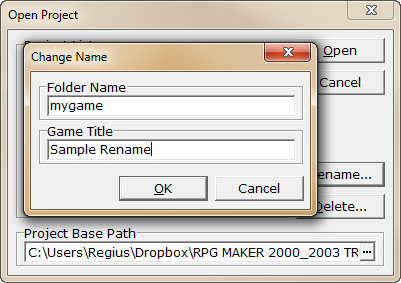 Open Project
Change Name
Open
Folder Name
mygame
Cancel
Game Title
Sample Rename
OK
Cancel
ename...
Delete...
Project Base Path
C:\Users\Regius\Dropbox\RPG MAKER 2000_2003 TR
...